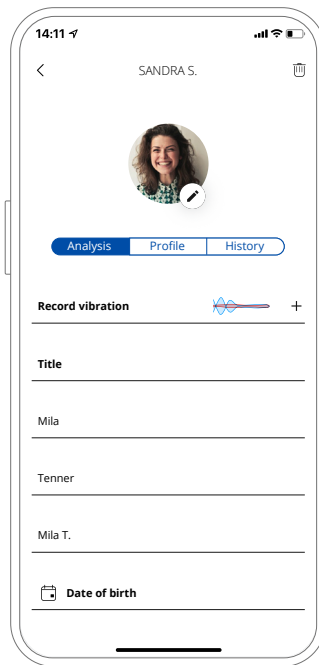 14:11
SANDRA S.
Analysis Profile History
Record vibration
Title
Mila
Tenner
Mila T.
Date of birth